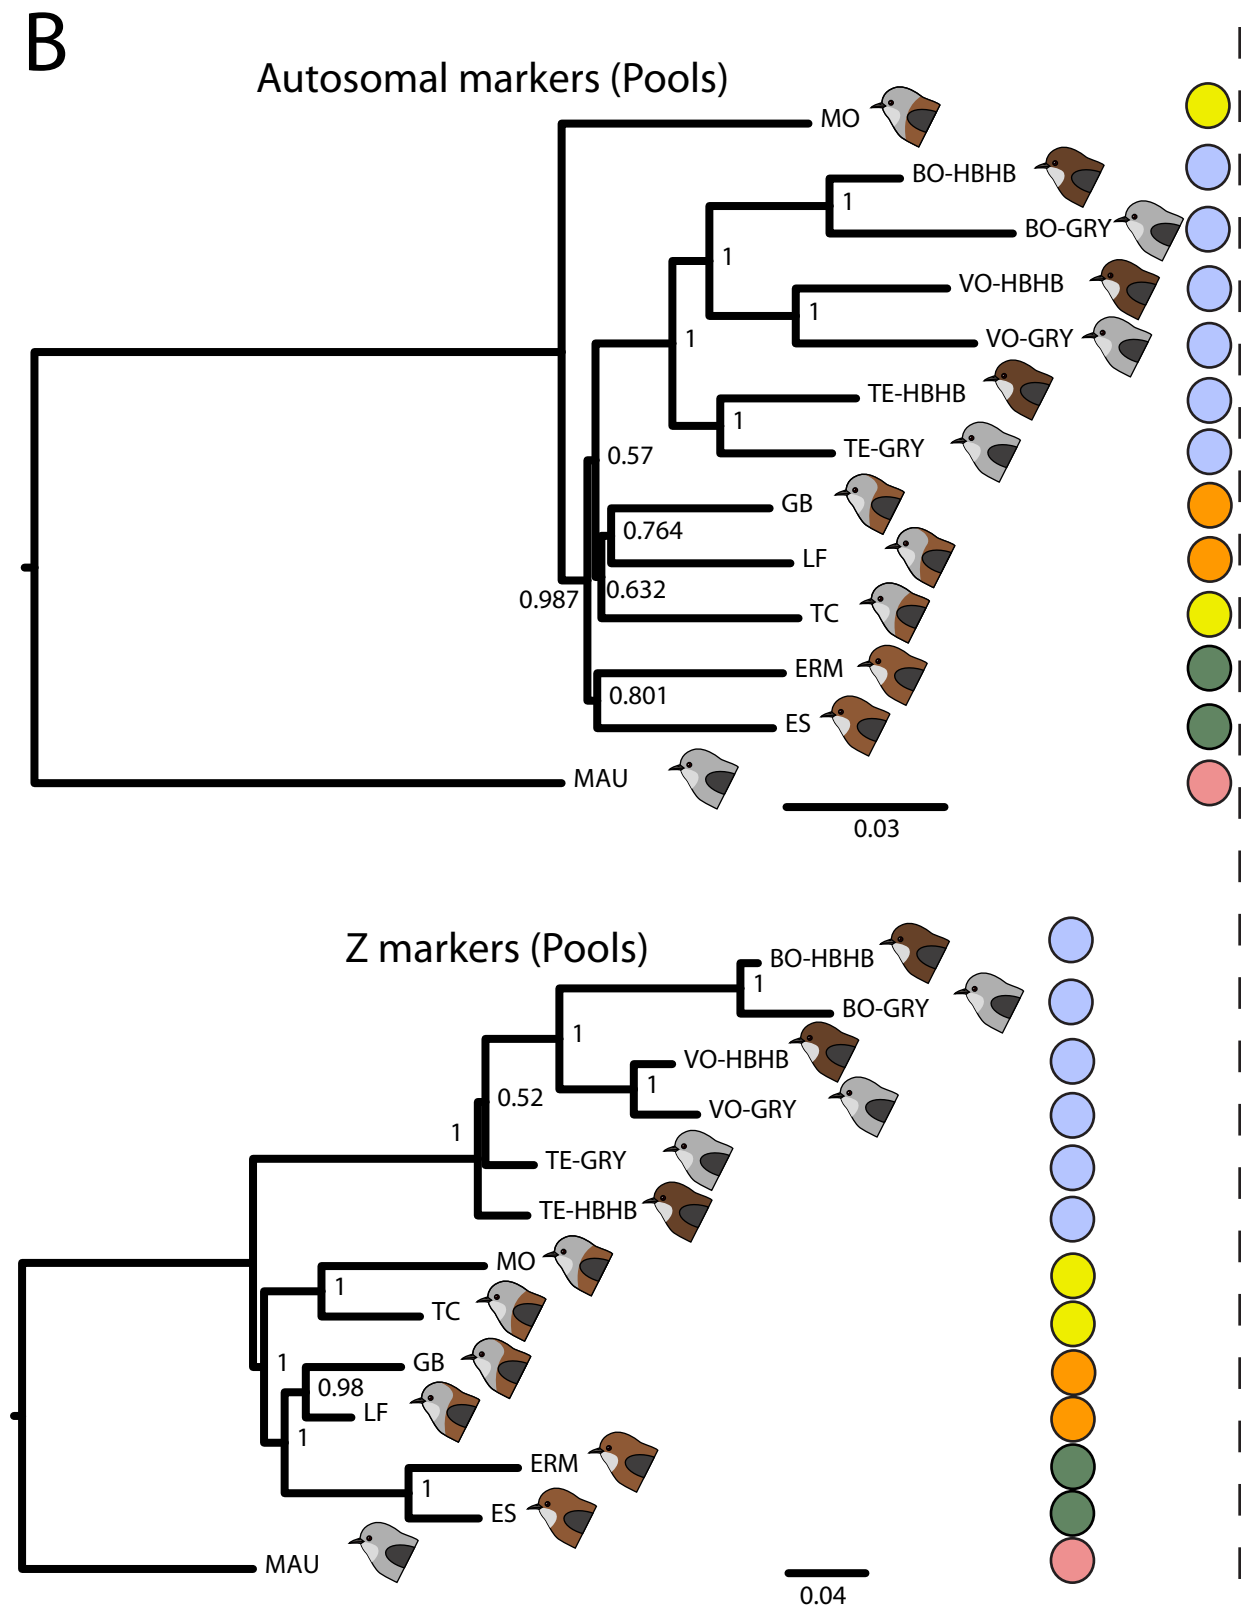 B
Autosomal markers (Pools)
MO
BO-HBHB
1
BO-GRY
1
VO-HBHB
1
VO-GRY
1
TE-HBHB
1
TE-GRY
0.57
GB
0.764
LF
0.987
0.632
TC
ERM
0.801
ES
MAU
0.03
Z markers (Pools)
BO-HBHB
1
BO-GRY
1
VO-HBHB
1
VO-GRY
0.52
1
TE-GRY
TE-HBHB
MO
1
TC
1
GB
0.98
LF
1
ERM
1
ES
MAU
0.04